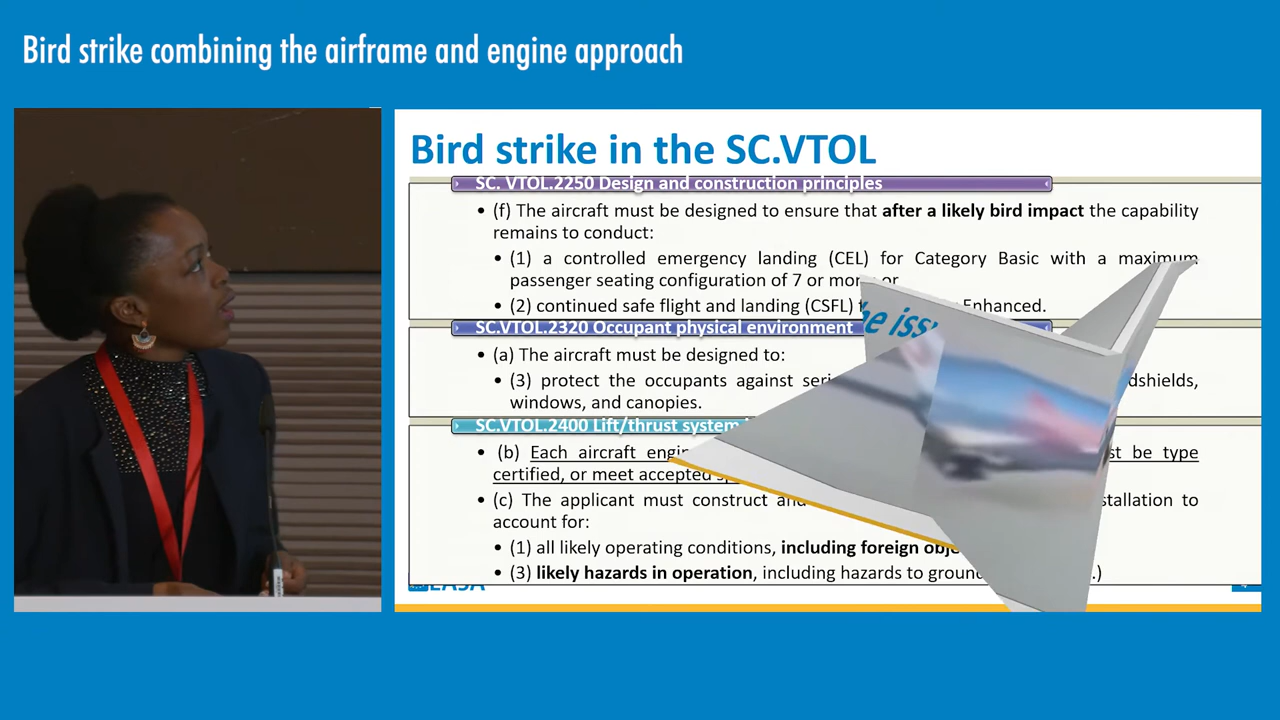 Bird strike combining the airframe and engine approach
Bird strike in the SC.VTOL
SC. VTOL.2250 Design and construction principles
• (f) The aircraft must be designed to ensure that after a likely bird impact the capability
remains to conduct:
• (1) a controlled emergency landing (CEL) for Category Basic with a maximum
passenger seating configuration of 7 or more or
• (2) continued safe flight and landing (CSFL) Enhanced.
SC.VTOL.2320 Occupant physical environment
he iss
• (a) The aircraft must be designed to:
• (3) protect the occupants against dshields,
windows, and canopies.
SC.VTOL.2400 Lift/thrust system
• (b) Each aircraft st be type
certified, or meet accepted
• (c) The applicant must construct and stallation to
account for:
• (1) all likely operating conditions, including foreign
• (3) likely hazards in operation, including hazards to .)
EASA